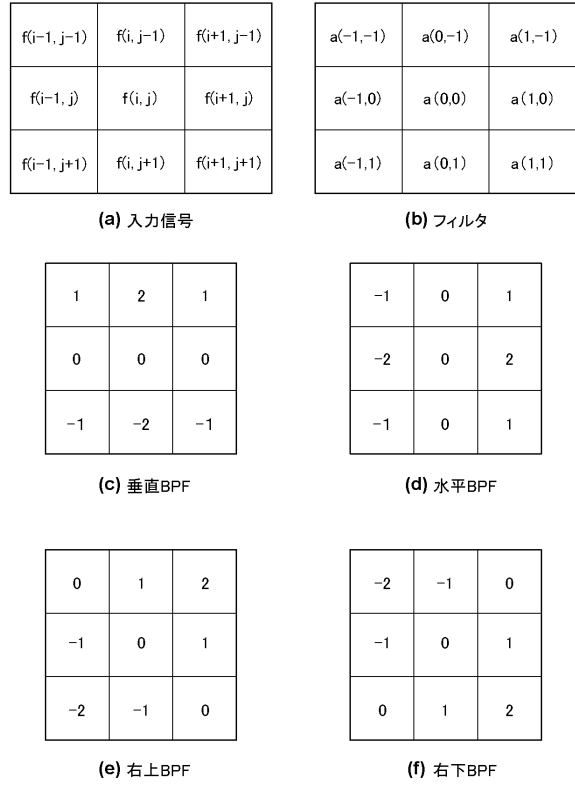 f(i−1, j−1) f(i, j−1) f(i+1, j−1) a(−1,−1) a(0,−1) a(1,−1)
f(i−1, j) f(i, j) f(i+1, j) a(−1,0) a(0,0) a(1,0)
f(i−1, j+1) f(i, j+1) f(i+1, j+1) a(−1,1) a(0,1) a(1,1)
(a) 入力信号 (b) フィルタ
1 2 1 −1 0 1
0 0 0 −2 0 2
−1 −2 −1 −1 0 1
(c) 垂直BPF (d) 水平BPF
0 1 2 −2 −1 0
−1 0 1 −1 0 1
−2 −1 0 0 1 2
(e) 右上BPF (f) 右下BPF